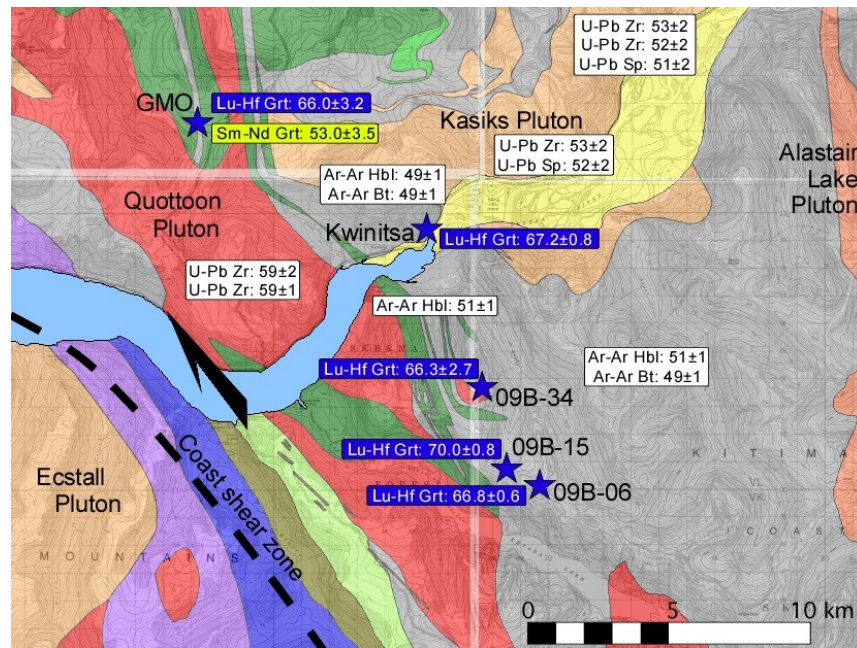 U-Pb Zr: 53±2
U-Pb Zr: 52±2
U-Pb Sp: 51±2
GMO
Lu-Hf Grt: 66.0±3.2
Sm-Nd Grt: 53.0±3.5
Kasiks Pluton
U-Pb Zr: 53±2
U-Pb Sp: 52±2
Alastair
Lake
Pluton
Ar-Ar Hbl: 49±1
Ar-Ar Bt: 49±1
Quottoon
Pluton
Kwinitsa
Lu-Hf Grt: 67.2±0.8
U-Pb Zr: 59±2
U-Pb Zr: 59±1
Ar-Ar Hbl: 51±1
SKEENA
Ar-Ar Hbl: 51±1
Ar-Ar Bt: 49±1
Lu-Hf Grt: 66.3±2.7
09B-34
09B-15
Lu-Hf Grt: 70.0±0.8
KITIMA
Lu-Hf Grt: 66.8±0.6
09B-06
Ecstall
Pluton
Coast shear zone
COAST
MOUNTAINS
0 5 10 km